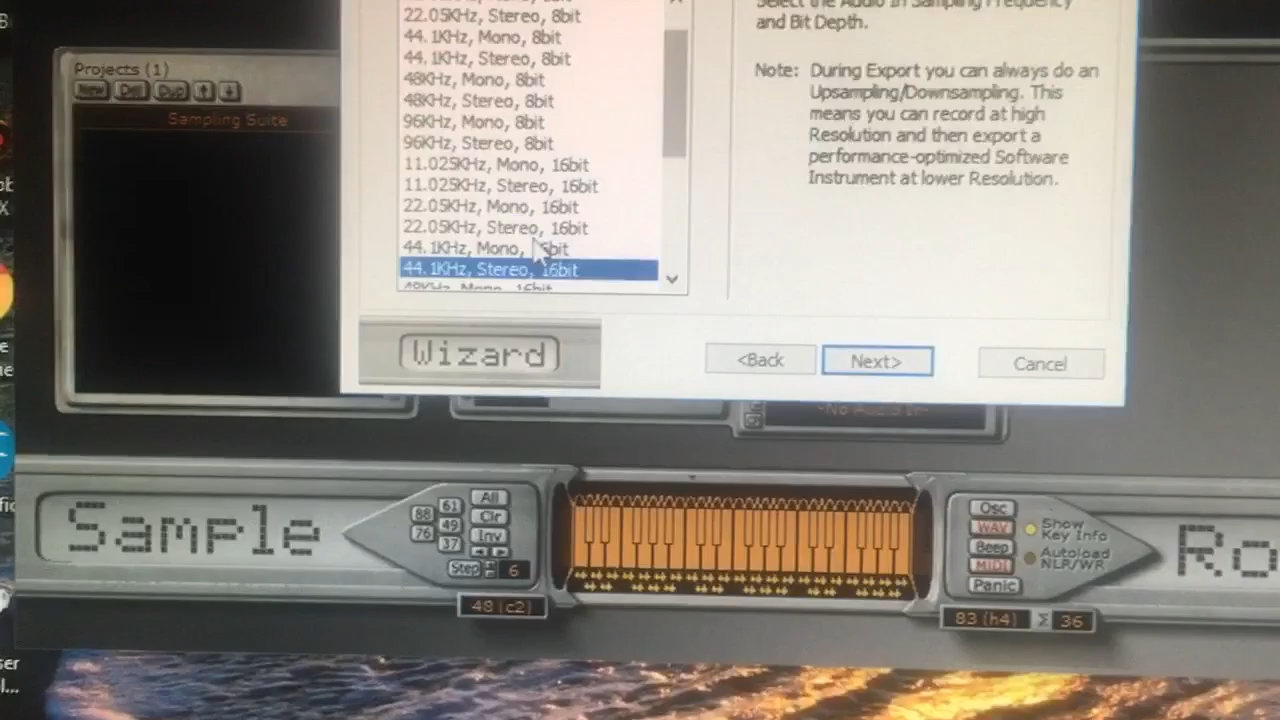 Select the Audio In Sampling Frequency
and Bit Depth.
Note: During Export you can always do an
Upsampling/Downsampling. This
means you can record at high
Resolution and then export a
performance-optimized Software
Instrument at lower Resolution.
22.05KHz, Stereo, 8bit
44.1KHz, Mono, 8bit
44.1KHz, Stereo, 8bit
48KHz, Mono, 8bit
48KHz, Stereo, 8bit
96KHz, Mono, 8bit
96KHz, Stereo, 8bit
11.025KHz, Mono, 16bit
11.025KHz, Stereo, 16bit
22.05KHz, Mono, 16bit
22.05KHz, Stereo, 16bit
44.1KHz, Mono, 16bit
44.1KHz, Stereo, 16bit
48KHz, Mono, 16bit
Wizard
<Back
Next>
Cancel
Projects (1)
New Del Dup
Sampling Suite
-No Audio In-
Sample
88 61 All
76 49 Clr
37 Inv
Step 6
48 (c2)
Osc
WAV
Beep
MIDI
Panic
Show
Key Info
Autoload
NLP/WR
83 (h4) Σ 36
Ro